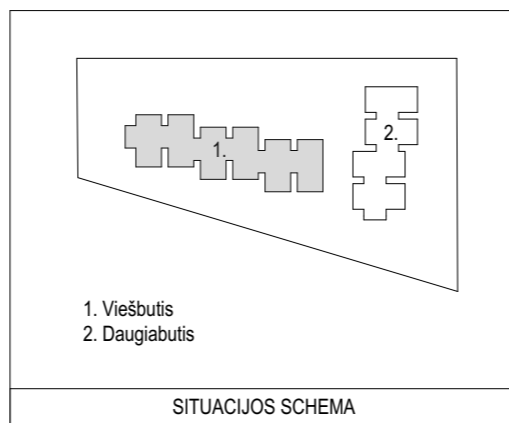 1.
2.
1. Viešbutis
2. Daugiabutis
SITUACIJOS SCHEMA